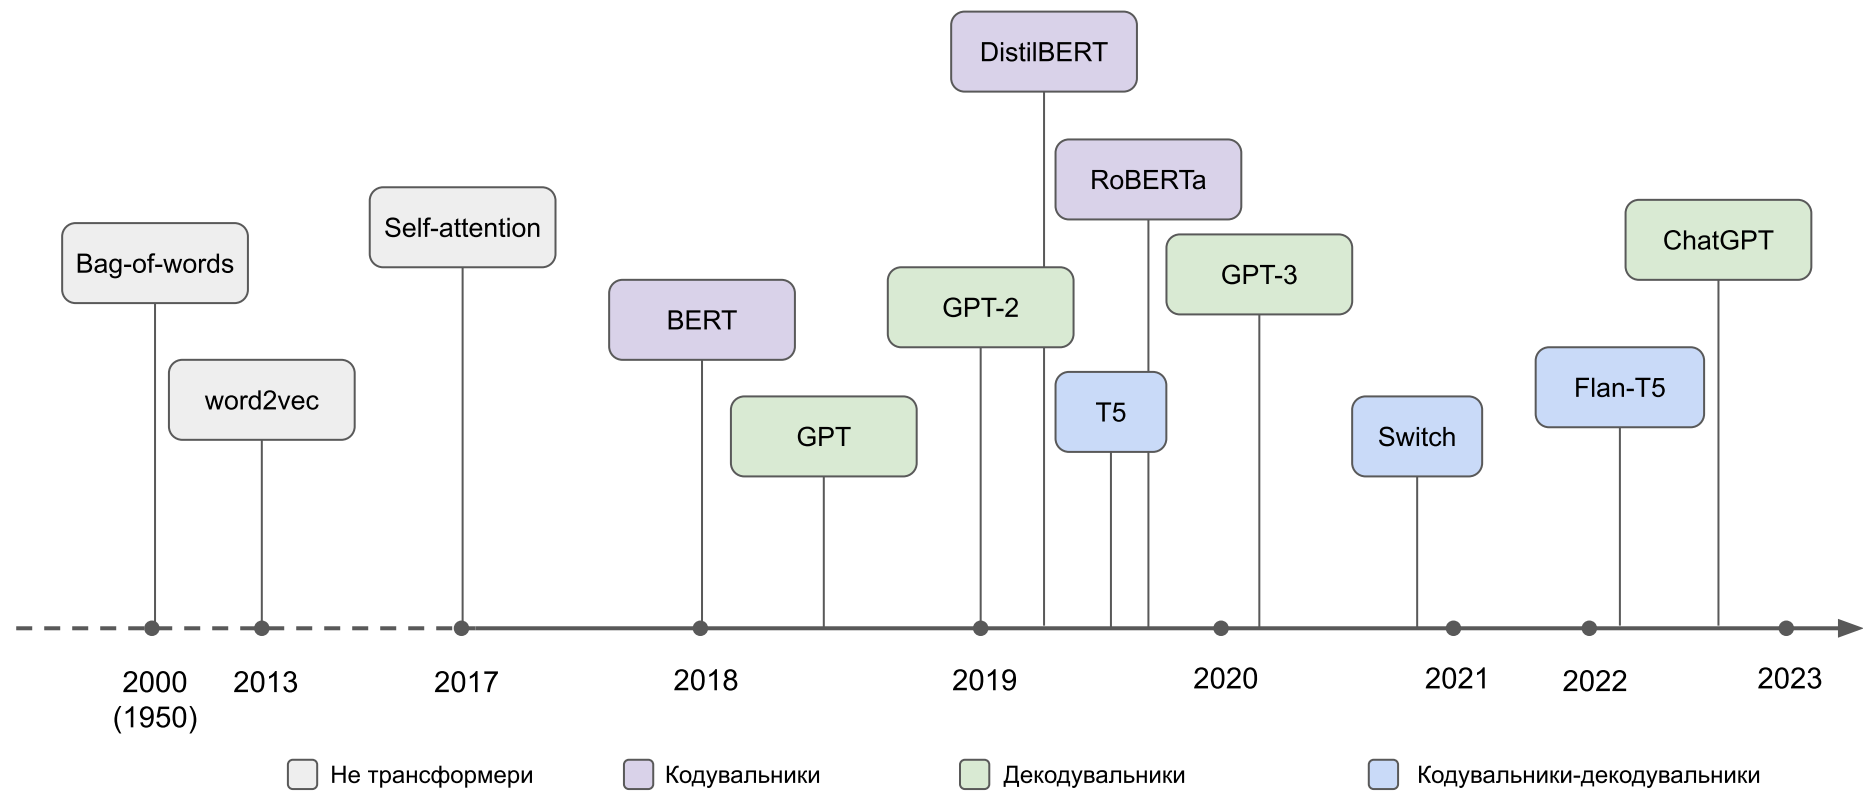 DistilBERT
RoBERTa
Self-attention
ChatGPT
Bag-of-words
GPT-3
GPT-2
BERT
Flan-T5
word2vec
T5
GPT
Switch
2000
(1950)
2013
2017
2018
2019
2020
2021
2022
2023
Не трансформери
Кодувальники
Декодувальники
Кодувальники-декодувальники